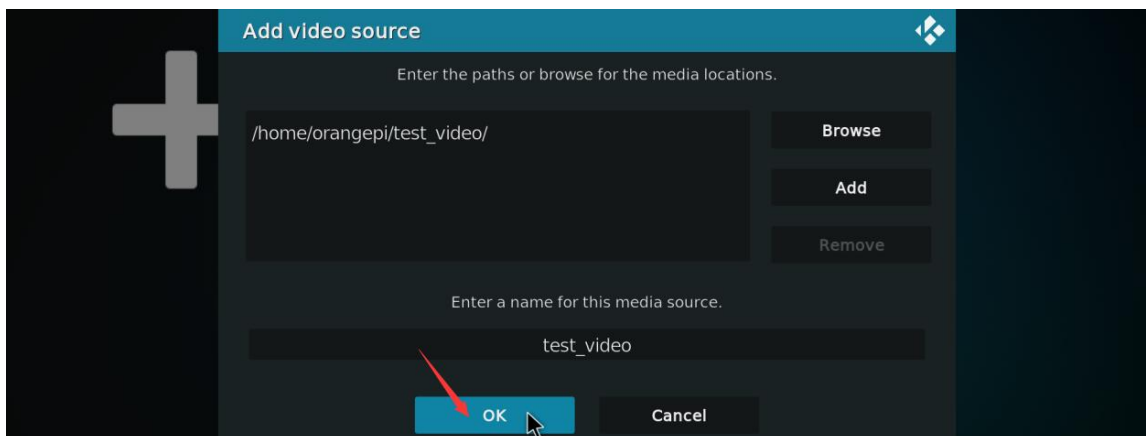 Add video source
Enter the paths or browse for the media locations.
/home/orangepi/test_video/
Browse
Add
Remove
Enter a name for this media source.
test_video
OK
Cancel